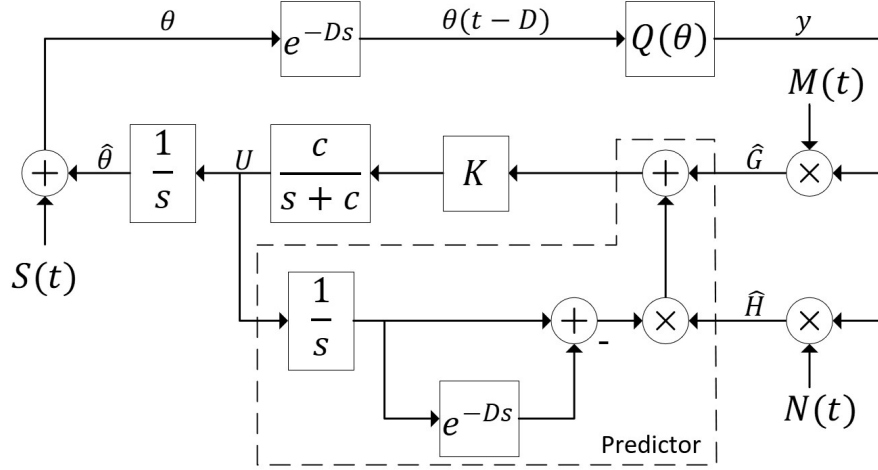 θ
e^{-Ds}
θ(t − D)
Q(θ)
y
M(t)
+
θ̂
1/s
U
c/(s + c)
K
+
Ĝ
×
S(t)
1/s
+
-
×
Ĥ
×
e^{-Ds}
N(t)
Predictor